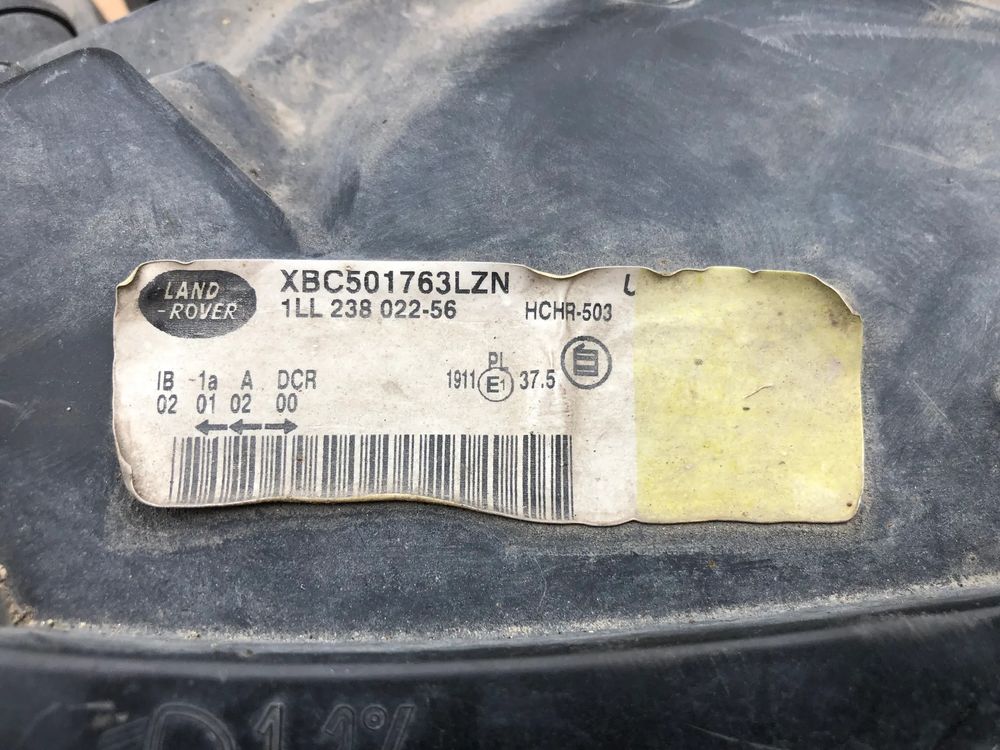 LAND
-ROVER
XBC501763LZN
1LL 238 022-56
HCHR-503
PL
1911 E1 37.5
自
IB 1a A DCR
02 01 02 00